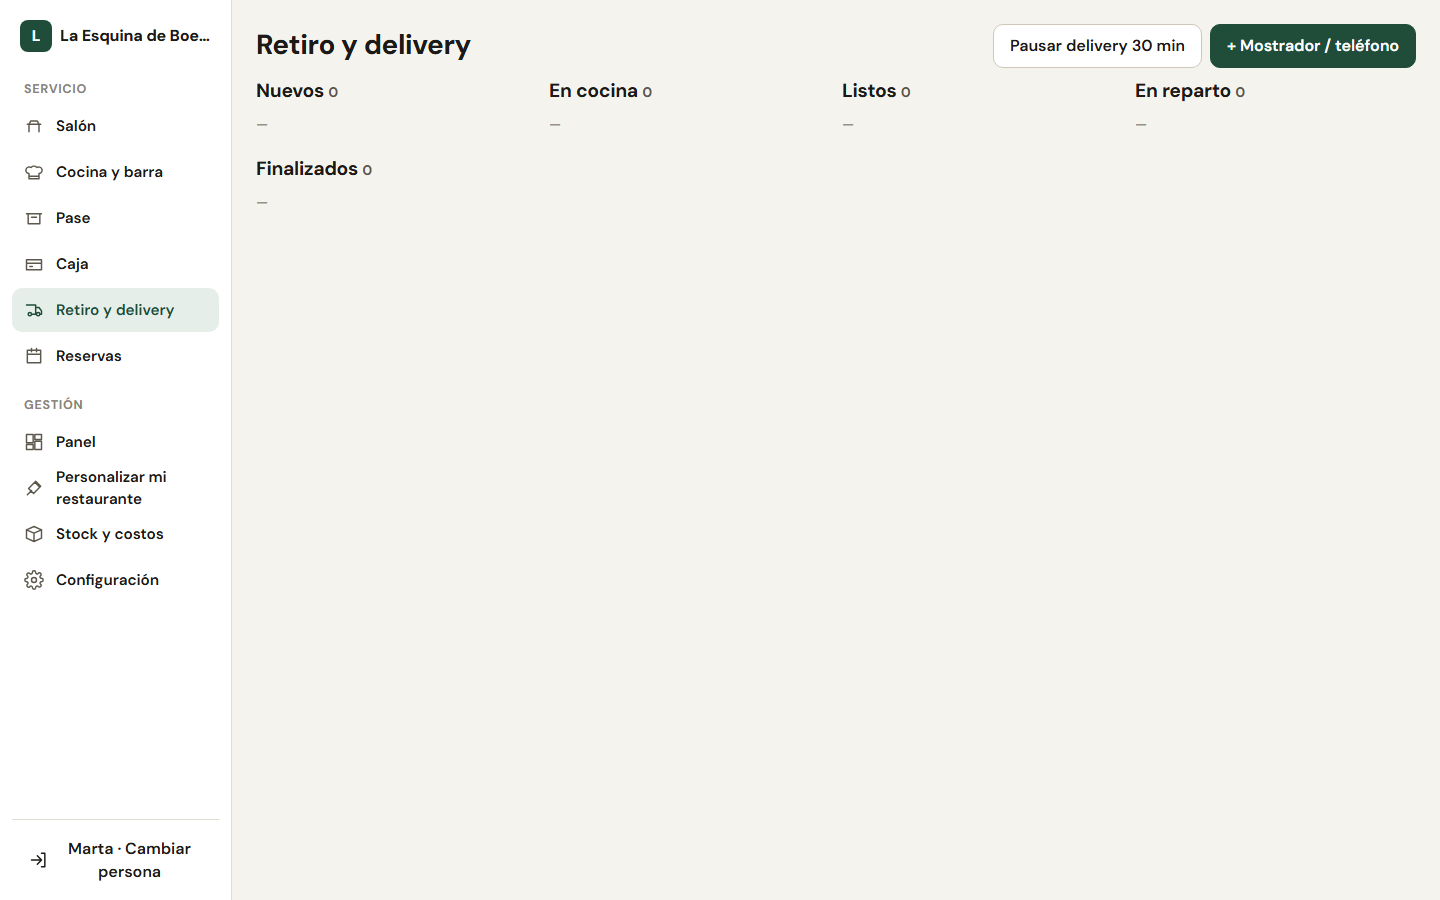 L La Esquina de Boe...
SERVICIO
Salón
Cocina y barra
Pase
Caja
Retiro y delivery
Reservas
GESTIÓN
Panel
Personalizar mi
restaurante
Stock y costos
Configuración
Marta · Cambiar
persona
Retiro y delivery
Pausar delivery 30 min
+ Mostrador / teléfono
Nuevos 0
—
En cocina 0
—
Listos 0
—
En reparto 0
—
Finalizados 0
—